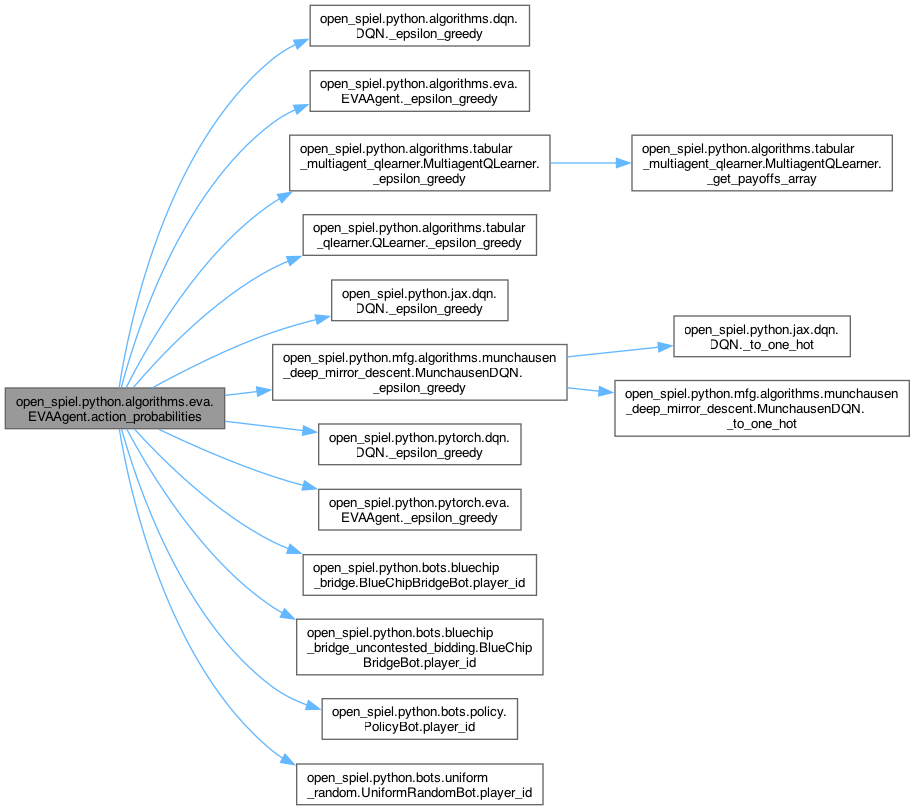 open_spiel.python.algorithms.dqn.
DQN._epsilon_greedy
open_spiel.python.algorithms.eva.
EVAAgent._epsilon_greedy
open_spiel.python.algorithms.tabular
_multiagent_qlearner.MultiagentQLearner.
_epsilon_greedy
open_spiel.python.algorithms.tabular
_multiagent_qlearner.MultiagentQLearner.
_get_payoffs_array
open_spiel.python.algorithms.tabular
_qlearner.QLearner._epsilon_greedy
open_spiel.python.jax.dqn.
DQN._epsilon_greedy
open_spiel.python.mfg.algorithms.munchausen
_deep_mirror_descent.MunchausenDQN.
_epsilon_greedy
open_spiel.python.jax.dqn.
DQN._to_one_hot
open_spiel.python.mfg.algorithms.munchausen
_deep_mirror_descent.MunchausenDQN.
_to_one_hot
open_spiel.python.algorithms.eva.
EVAAgent.action_probabilities
open_spiel.python.pytorch.dqn.
DQN._epsilon_greedy
open_spiel.python.pytorch.eva.
EVAAgent._epsilon_greedy
open_spiel.python.bots.bluechip
_bridge.BlueChipBridgeBot.player_id
open_spiel.python.bots.bluechip
_bridge_uncontested_bidding.BlueChip
BridgeBot.player_id
open_spiel.python.bots.policy.
PolicyBot.player_id
open_spiel.python.bots.uniform
_random.UniformRandomBot.player_id